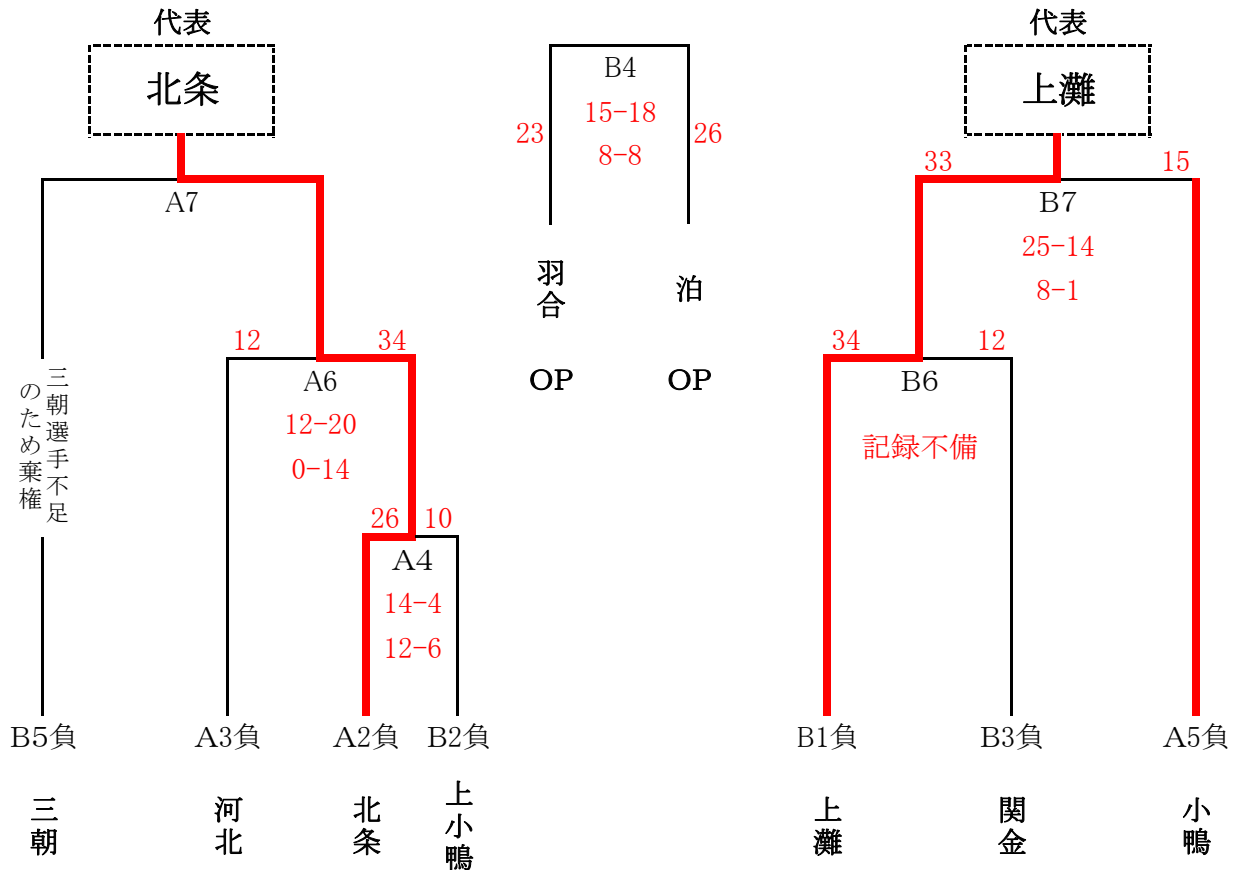 代表
北条
A7
三朝選手不足
のため棄権
12
34
A6
12-20
0-14
26
10
A4
14-4
12-6
B5負
A3負
A2負
B2負
三朝
河北
北条
上小鴨
B4
15-18
8-8
23
26
羽合
泊
OP
OP
代表
上灘
33
15
B7
25-14
8-1
34
12
B6
記録不備
B1負
B3負
A5負
上灘
関金
小鴨